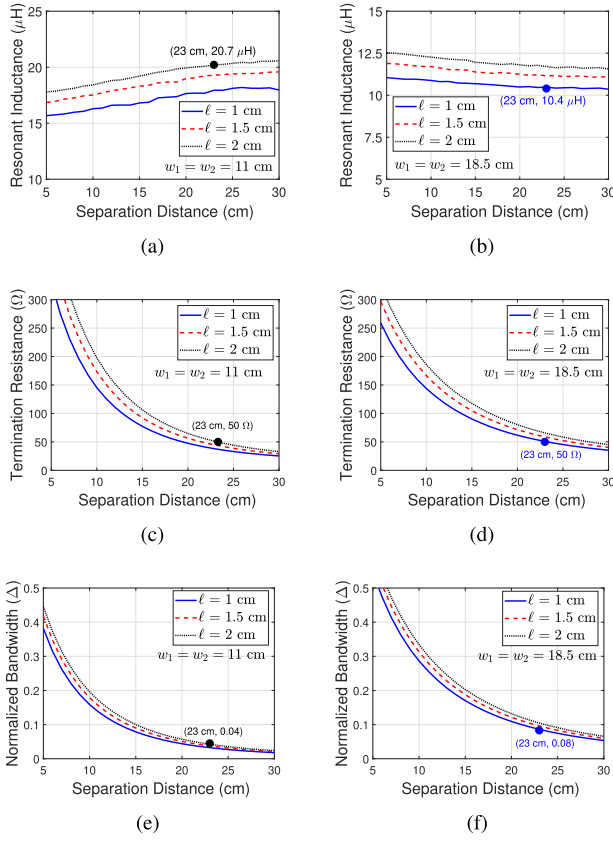 Resonant Inductance (μH)
25
20
15
10
(23 cm, 20.7 μH)
ℓ = 1 cm
ℓ = 1.5 cm
ℓ = 2 cm
w₁ = w₂ = 11 cm
5 10 15 20 25 30
Separation Distance (cm)
(a)
Resonant Inductance (μH)
15
12.5
10
7.5
5
(23 cm, 10.4 μH)
ℓ = 1 cm
ℓ = 1.5 cm
ℓ = 2 cm
w₁ = w₂ = 18.5 cm
5 10 15 20 25 30
Separation Distance (cm)
(b)
Termination Resistance (Ω)
300
250
200
150
100
50
0
ℓ = 1 cm
ℓ = 1.5 cm
ℓ = 2 cm
w₁ = w₂ = 11 cm
(23 cm, 50 Ω)
5 10 15 20 25 30
Separation Distance (cm)
(c)
Termination Resistance (Ω)
300
250
200
150
100
50
0
ℓ = 1 cm
ℓ = 1.5 cm
ℓ = 2 cm
w₁ = w₂ = 18.5 cm
(23 cm, 50 Ω)
5 10 15 20 25 30
Separation Distance (cm)
(d)
Normalized Bandwidth (Δ)
0.5
0.4
0.3
0.2
0.1
0
ℓ = 1 cm
ℓ = 1.5 cm
ℓ = 2 cm
w₁ = w₂ = 11 cm
(23 cm, 0.04)
5 10 15 20 25 30
Separation Distance (cm)
(e)
Normalized Bandwidth (Δ)
0.5
0.4
0.3
0.2
0.1
0
ℓ = 1 cm
ℓ = 1.5 cm
ℓ = 2 cm
w₁ = w₂ = 18.5 cm
(23 cm, 0.08)
5 10 15 20 25 30
Separation Distance (cm)
(f)